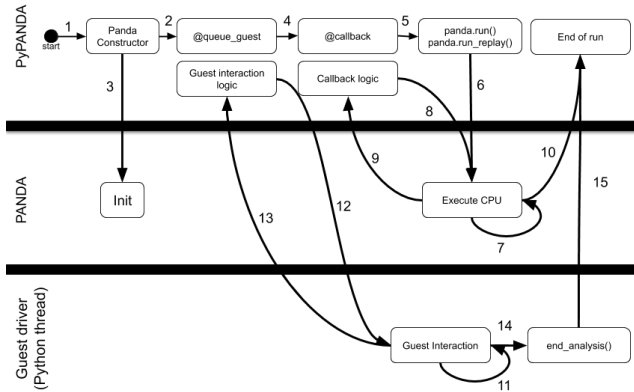 PyPANDA
start
1
Panda
Constructor
2
@queue_guest
4
@callback
5
panda.run()
panda.run_replay()
End of run
3
Guest interaction
logic
Callback logic
8
6
9
10
PANDA
Init
13
12
Execute CPU
7
15
Guest driver
(Python thread)
Guest Interaction
14
end_analysis()
11